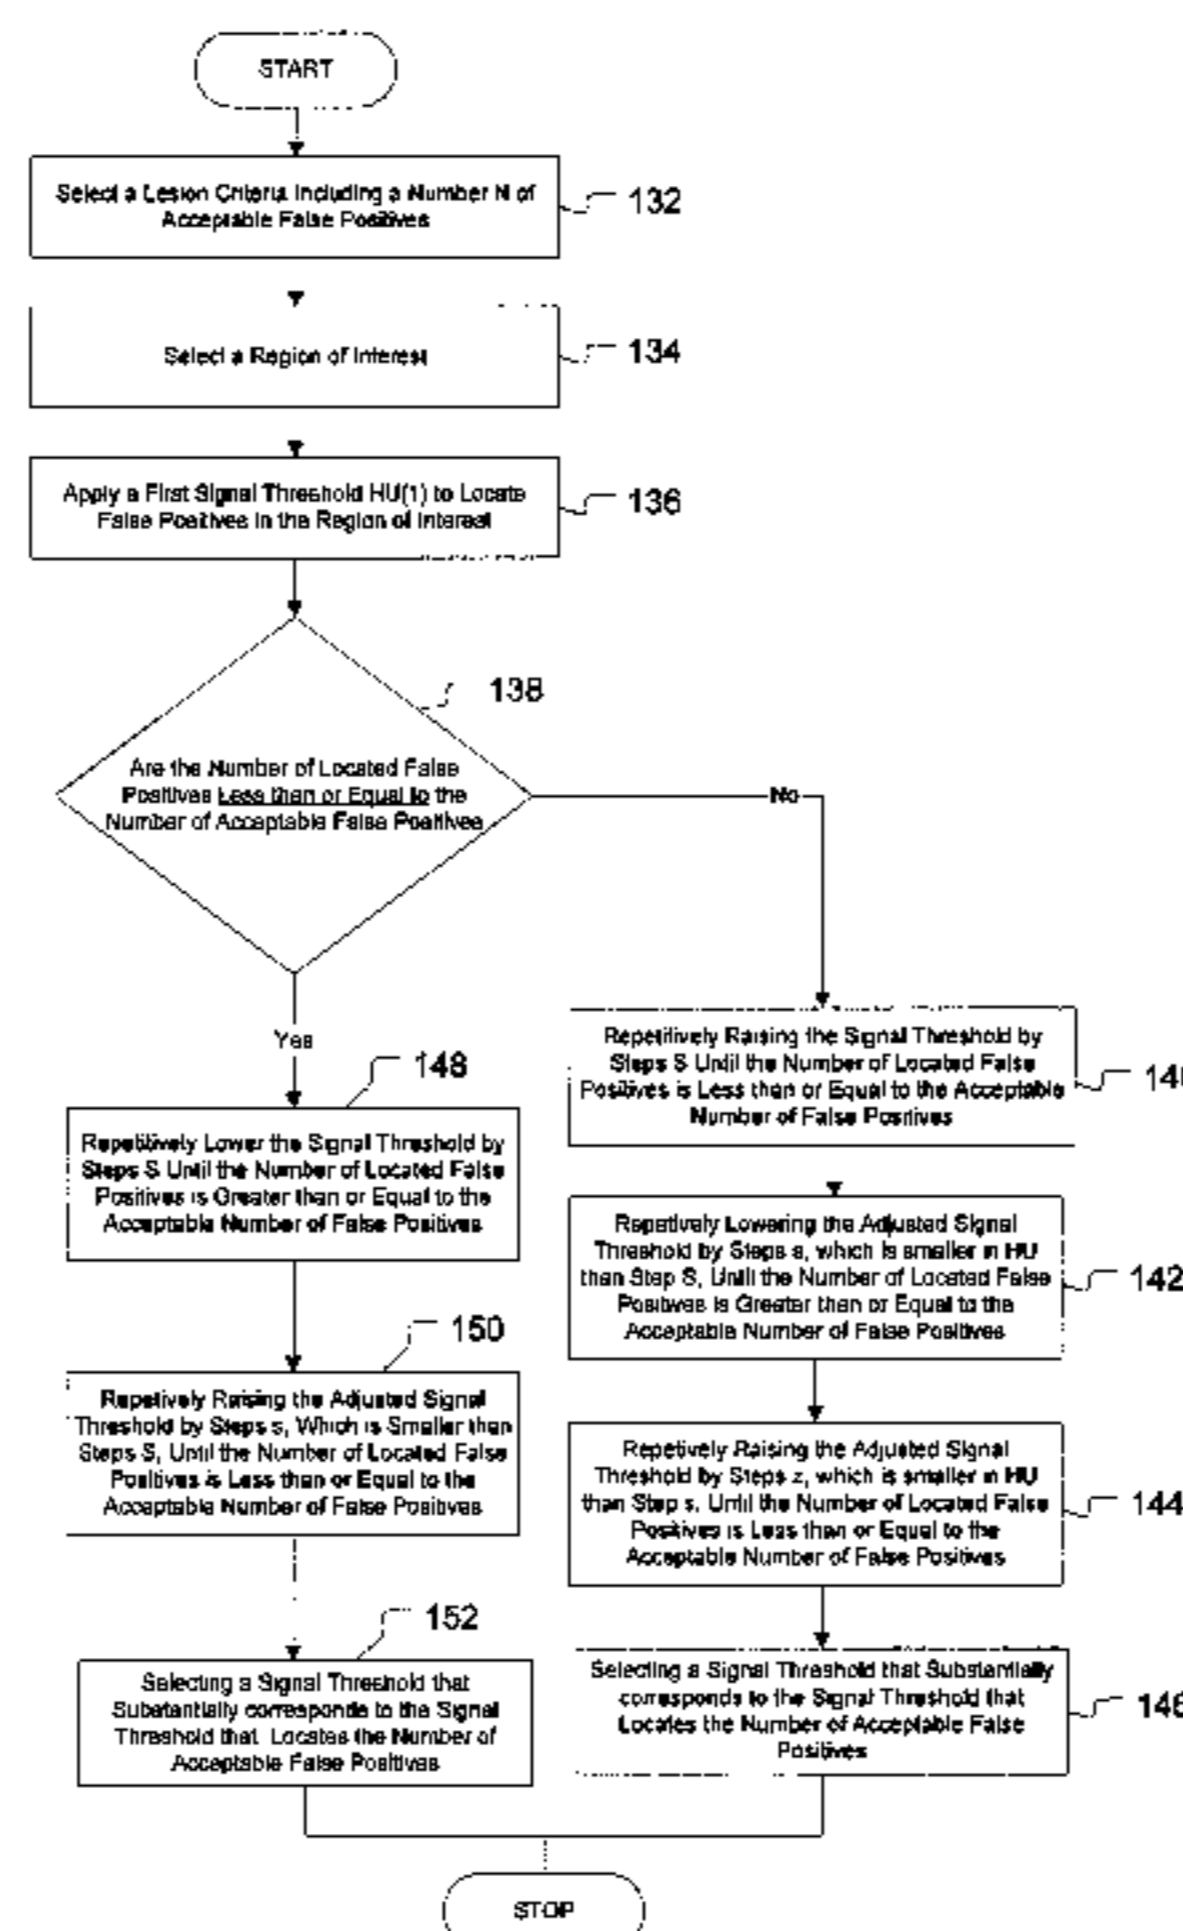 START
Select a Lesion Criteria Including a Number N of
Acceptable False Positives
132
Select a Region of Interest
134
Apply a First Signal Threshold HU(1) to Locate
False Positives in the Region of Interest
136
138
Are the Number of Located False
Positives Less than or Equal to the
Number of Acceptable False Positives
No
Yes
148
Repetitively Lower the Signal Threshold by
Steps S Until the Number of Located False
Positives is Greater than or Equal to the
Acceptable Number of False Positives
150
Repetively Raising the Adjusted Signal
Threshold by Steps s, Which is Smaller than
Steps S, Until the Number of Located False
Positives is Less than or Equal to the
Acceptable Number of False Positives
152
Selecting a Signal Threshold that
Substantially corresponds to the Signal
Threshold that Locates the Number of
Acceptable False Positives
Repetitively Raising the Signal Threshold by
Steps S Until the Number of Located False
Positives is Less than or Equal to the Acceptable
Number of False Positives
Repetively Lowering the Adjusted Signal
Threshold by Steps s, which is smaller in HU
than Step S, Until the Number of Located False
Positives is Greater than or Equal to the
Acceptable Number of False Positives
142
Repetively Raising the Adjusted Signal
Threshold by Steps z, which is smaller in HU
than Step s, Until the Number of Located False
Positives is Less than or Equal to the
Acceptable Number of False Positives
144
Selecting a Signal Threshold that Substantially
corresponds to the Signal Threshold that
Locates the Number of Acceptable False
Positives
STOP